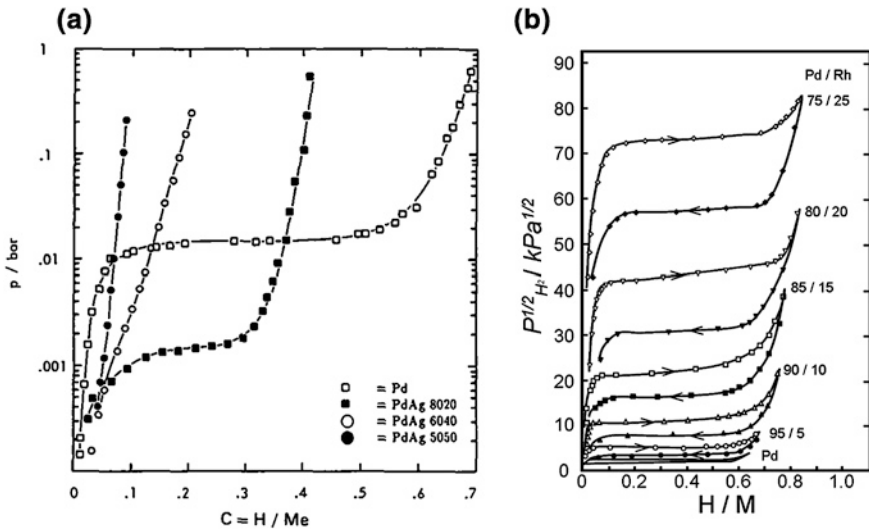 (a)
1
.1
.01
.001
p / bar
0
.1
.2
.3
.4
.5
.6
.7
C = H / Me
= Pd
= PdAg 8020
= PdAg 6040
= PdAg 5050
(b)
90
80
70
60
50
40
30
20
10
0
P1/2H2 / kPa1/2
0
0.2
0.4
0.6
0.8
1.0
H / M
Pd / Rh
75 / 25
80 / 20
85 / 15
90 / 10
95 / 5
Pd